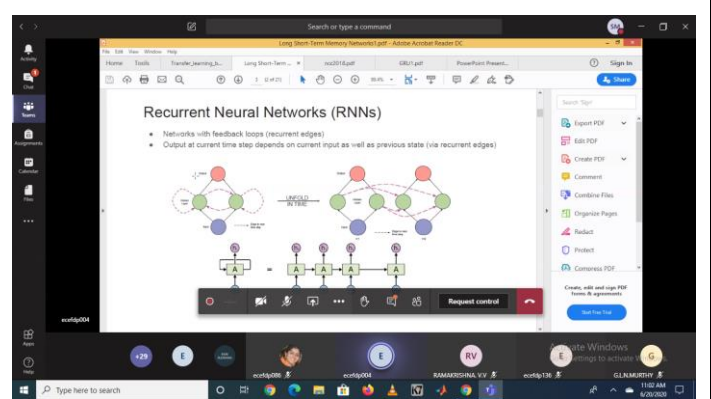 Search or type a command
SM
Long Short-Term Memory Networks1.pdf - Adobe Acrobat Reader DC
File Edit View Window Help
Home Tools Transfer_learning_b... Long Short-Term ... × GRU1.pdf PowerPoint Present... Sign In
Share
Activity
Chat
Teams
Assignments
Calendar
Files
Apps
Help
Recurrent Neural Networks (RNNs)
Networks with feedback loops (recurrent edges)
Output at current time step depends on current input as well as previous state (via recurrent edges)
UNFOLD
IN TIME
A = A A A A
Export PDF
Edit PDF
Create PDF
Comment
Combine Files
Organize Pages
Redact
Protect
Compress PDF
Create, edit and sign PDF
forms & agreements
Start Free Trial
Request control
ecefdp004
+29 E E RV E G
ecefdp086 ecefdp004 RAMAKRISHNA. V.V ecefdp136 G.L.N.MURTHY
Type here to search
11:02 AM
6/20/2020